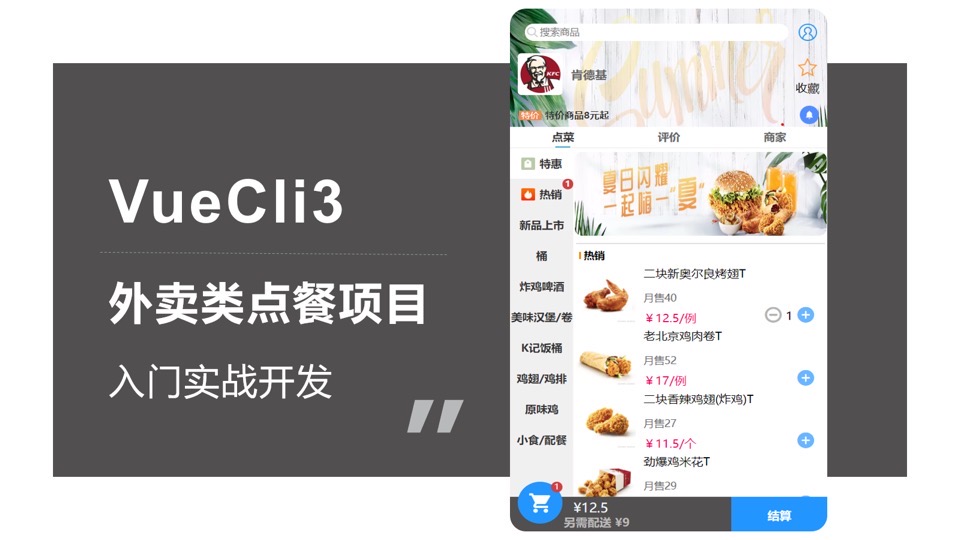 VueCli3
外卖类点餐项目
入门实战开发
搜索商品
KFC
肯德基
Summer
收藏
特价 特价商品8元起
点菜 评价 商家
特惠
热销 1
新品上市
桶
炸鸡啤酒
美味汉堡/卷
K记饭桶
鸡翅/鸡排
原味鸡
小食/配餐
夏日闪耀
一起嗨一“夏”
热销
二块新奥尔良烤翅T
月售40
¥12.5/例 1
老北京鸡肉卷T
月售52
¥17/例
二块香辣鸡翅(炸鸡)T
月售27
¥11.5/个
劲爆鸡米花T
月售29
1
¥12.5
另需配送 ¥9
结算